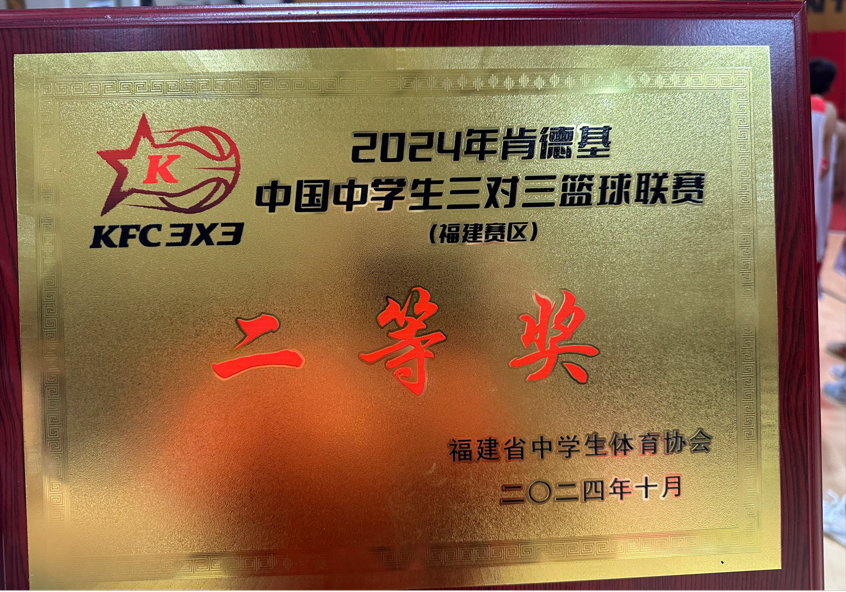 2024年肯德基
中国中学生三对三篮球联赛
(福建赛区)
K
KFC 3X3
二等奖
福建省中学生体育协会
二〇二四年十月